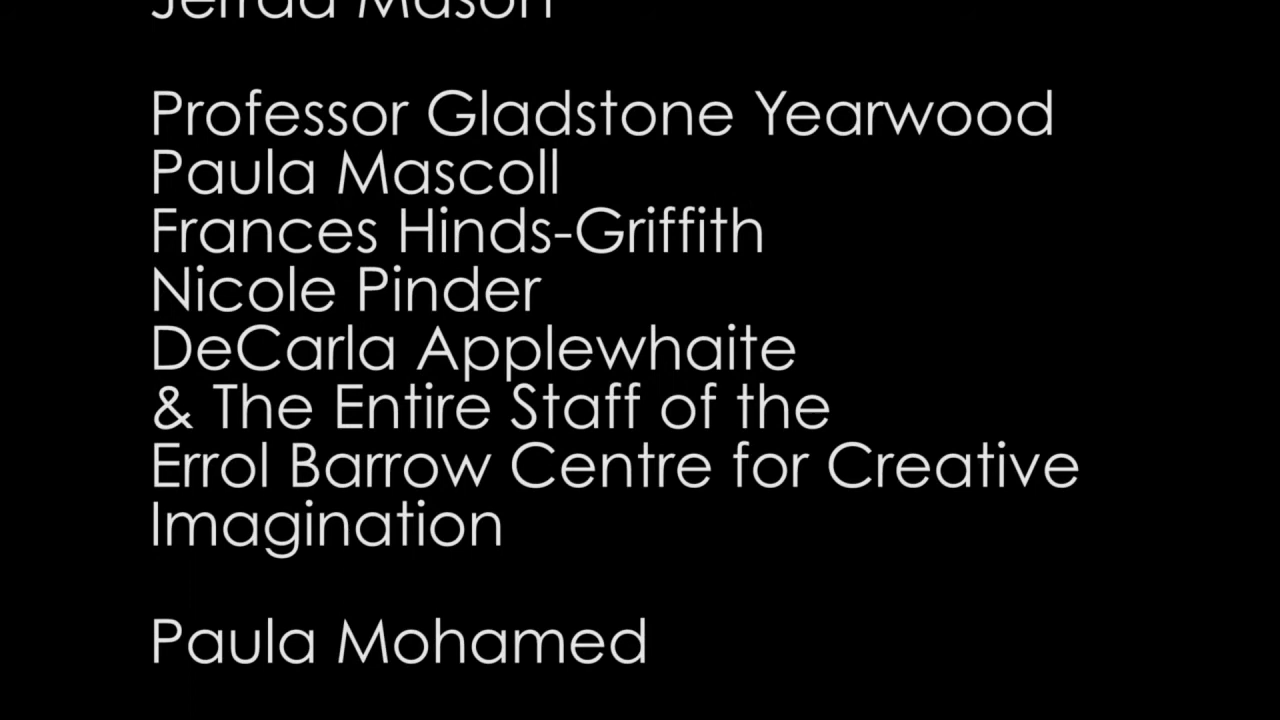 Mason
Professor Gladstone Yearwood
Paula Mascoll
Frances Hinds-Griffith
Nicole Pinder
DeCarla Applewhaite
& The Entire Staff of the
Errol Barrow Centre for Creative
Imagination
Paula Mohamed